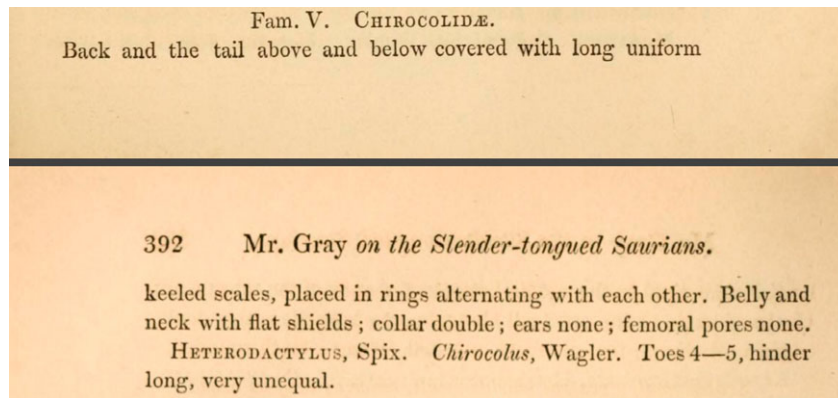 Fam. V. CHIROCOLIDÆ.
Back and the tail above and below covered with long uniform
392 Mr. Gray on the Slender-tongued Saurians.
keeled scales, placed in rings alternating with each other. Belly and
neck with flat shields ; collar double ; ears none ; femoral pores none.
HETERODACTYLUS, Spix. Chirocolus, Wagler. Toes 4—5, hinder
long, very unequal.